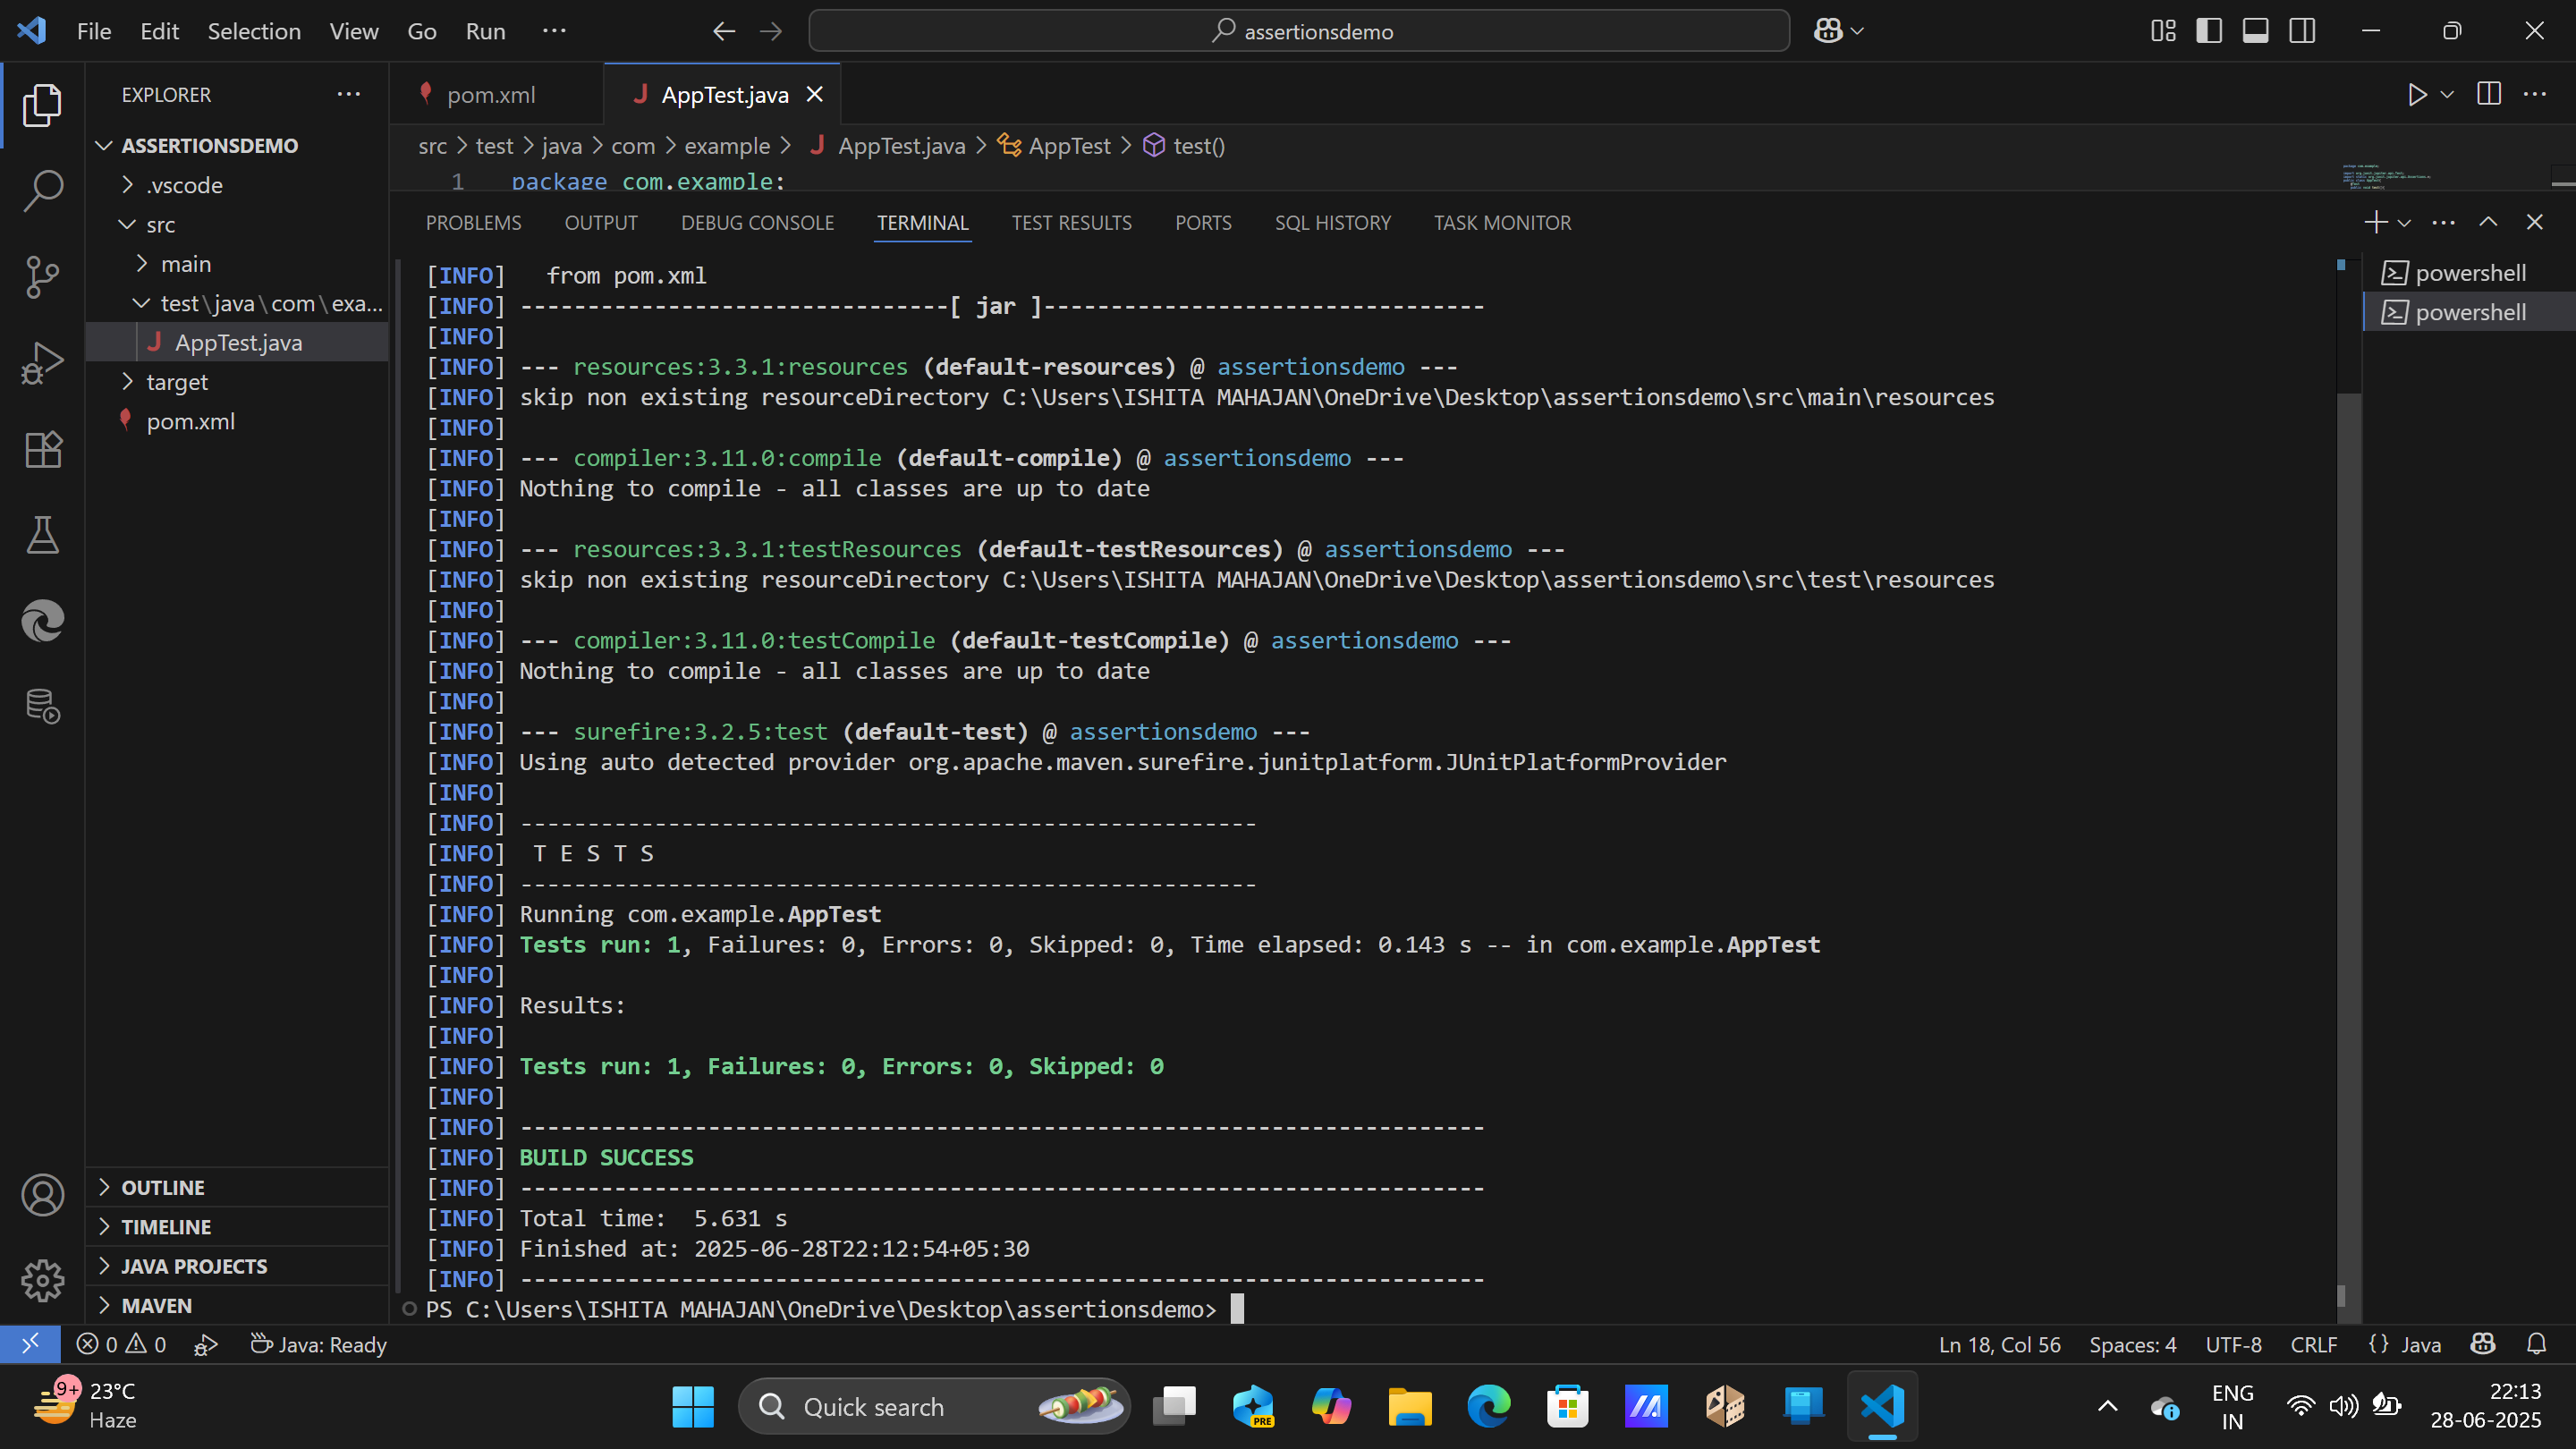 File Edit Selection View Go Run ··· assertionsdemo
EXPLORER ···
ASSERTIONSDEMO
.vscode
src
main
test\java\com\exa...
AppTest.java
target
pom.xml
OUTLINE
TIMELINE
JAVA PROJECTS
MAVEN
pom.xml AppTest.java
src > test > java > com > example > AppTest.java > AppTest > test()
1 package com.example;
PROBLEMS OUTPUT DEBUG CONSOLE TERMINAL TEST RESULTS PORTS SQL HISTORY TASK MONITOR
powershell
powershell
[INFO]   from pom.xml
[INFO] --------------------------------[ jar ]---------------------------------
[INFO]
[INFO] --- resources:3.3.1:resources (default-resources) @ assertionsdemo ---
[INFO] skip non existing resourceDirectory C:\Users\ISHITA MAHAJAN\OneDrive\Desktop\assertionsdemo\src\main\resources
[INFO]
[INFO] --- compiler:3.11.0:compile (default-compile) @ assertionsdemo ---
[INFO] Nothing to compile - all classes are up to date
[INFO]
[INFO] --- resources:3.3.1:testResources (default-testResources) @ assertionsdemo ---
[INFO] skip non existing resourceDirectory C:\Users\ISHITA MAHAJAN\OneDrive\Desktop\assertionsdemo\src\test\resources
[INFO]
[INFO] --- compiler:3.11.0:testCompile (default-testCompile) @ assertionsdemo ---
[INFO] Nothing to compile - all classes are up to date
[INFO]
[INFO] --- surefire:3.2.5:test (default-test) @ assertionsdemo ---
[INFO] Using auto detected provider org.apache.maven.surefire.junitplatform.JUnitPlatformProvider
[INFO]
[INFO] -------------------------------------------------------
[INFO]  T E S T S
[INFO] -------------------------------------------------------
[INFO] Running com.example.AppTest
[INFO] Tests run: 1, Failures: 0, Errors: 0, Skipped: 0, Time elapsed: 0.143 s -- in com.example.AppTest
[INFO]
[INFO] Results:
[INFO]
[INFO] Tests run: 1, Failures: 0, Errors: 0, Skipped: 0
[INFO]
[INFO] ------------------------------------------------------------------------
[INFO] BUILD SUCCESS
[INFO] ------------------------------------------------------------------------
[INFO] Total time:  5.631 s
[INFO] Finished at: 2025-06-28T22:12:54+05:30
[INFO] ------------------------------------------------------------------------
PS C:\Users\ISHITA MAHAJAN\OneDrive\Desktop\assertionsdemo>
0 0 Java: Ready Ln 18, Col 56 Spaces: 4 UTF-8 CRLF {} Java
9+ 23°C
Haze
Quick search
PRE
ENG
IN
22:13
28-06-2025